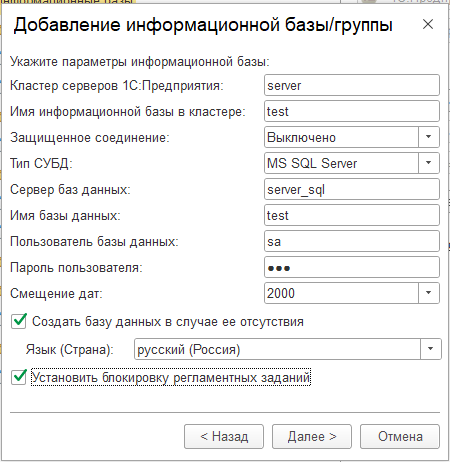 Добавление информационной базы/группы
Укажите параметры информационной базы:
Кластер серверов 1С:Предприятия: server
Имя информационной базы в кластере: test
Защищенное соединение: Выключено
Тип СУБД: MS SQL Server
Сервер баз данных: server_sql
Имя базы данных: test
Пользователь базы данных: sa
Пароль пользователя: ●●●
Смещение дат: 2000
Создать базу данных в случае ее отсутствия
Язык (Страна): русский (Россия)
Установить блокировку регламентных заданий
< Назад Далее > Отмена